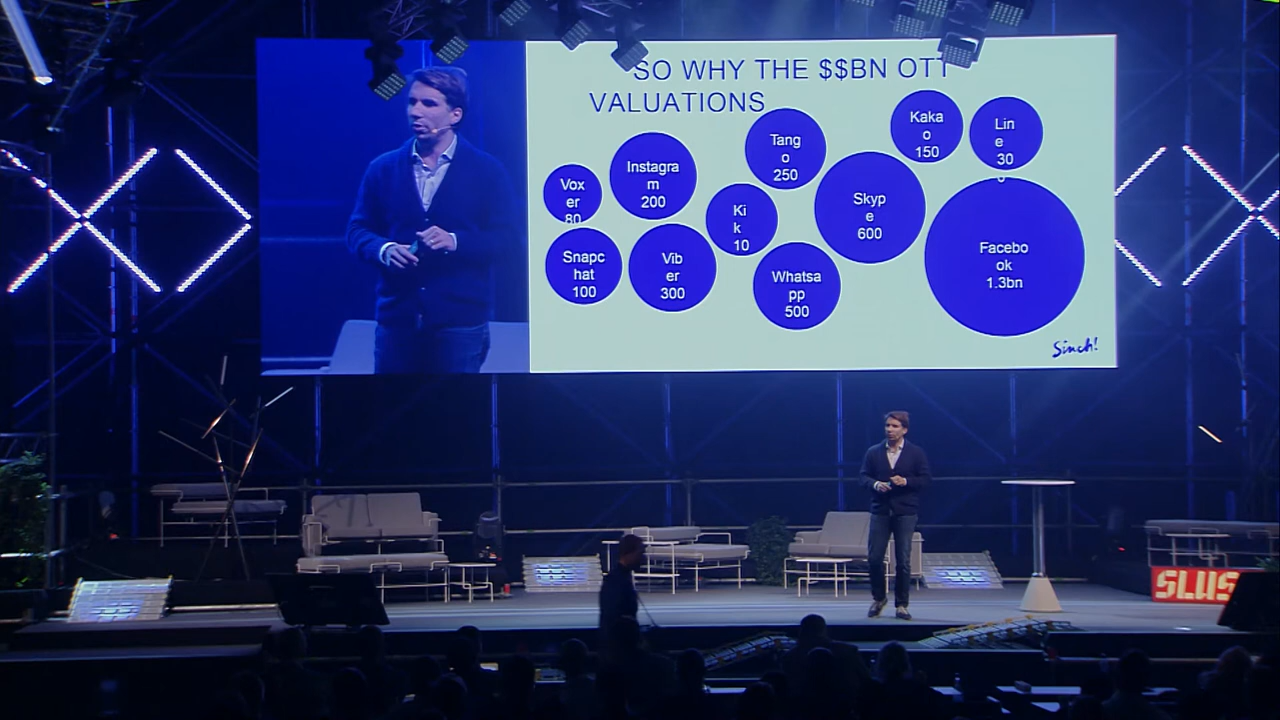 SO WHY THE $$BN OTT
VALUATIONS
Vox
er
80
Instagra
m
200
Tang
o
250
Kaka
o
150
Lin
e
30
Snapc
hat
100
Vib
er
300
Ki
k
10
Whatsa
pp
500
Skyp
e
600
Facebo
ok
1.3bn
Sinch!
SLUS